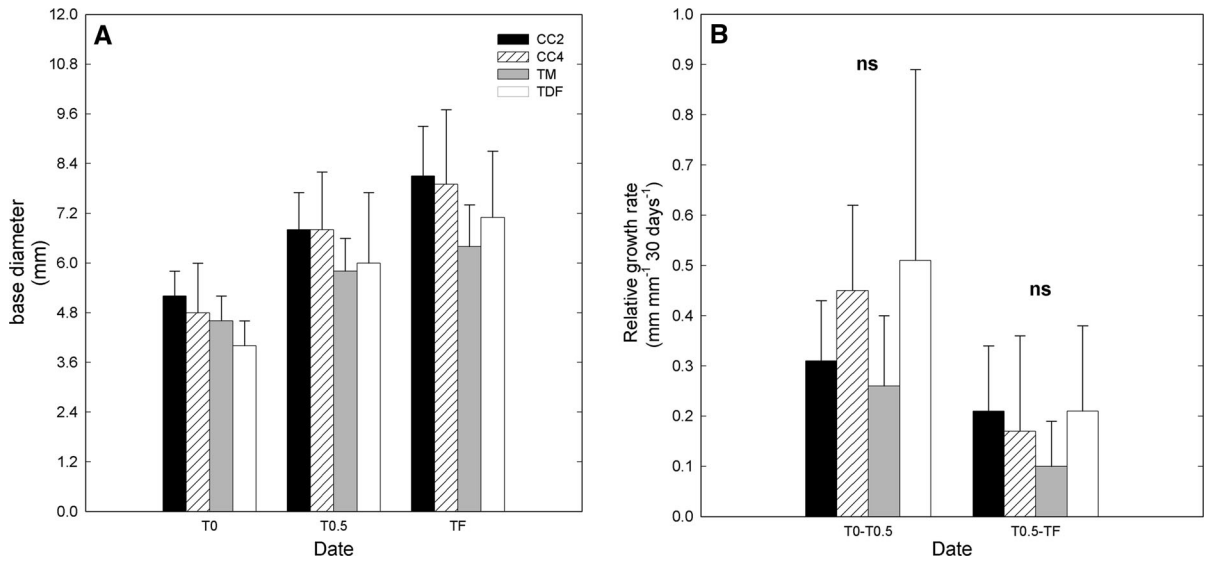 A
CC2
CC4
TM
TDF
12.0
10.8
9.6
8.4
7.2
6.0
4.8
3.6
2.4
1.2
0.0
base diameter
(mm)
T0
T0.5
TF
Date
B
ns
ns
1.0
0.9
0.8
0.7
0.6
0.5
0.4
0.3
0.2
0.1
0.0
Relative growth rate
(mm mm⁻¹ 30 days⁻¹)
T0-T0.5
T0.5-TF
Date